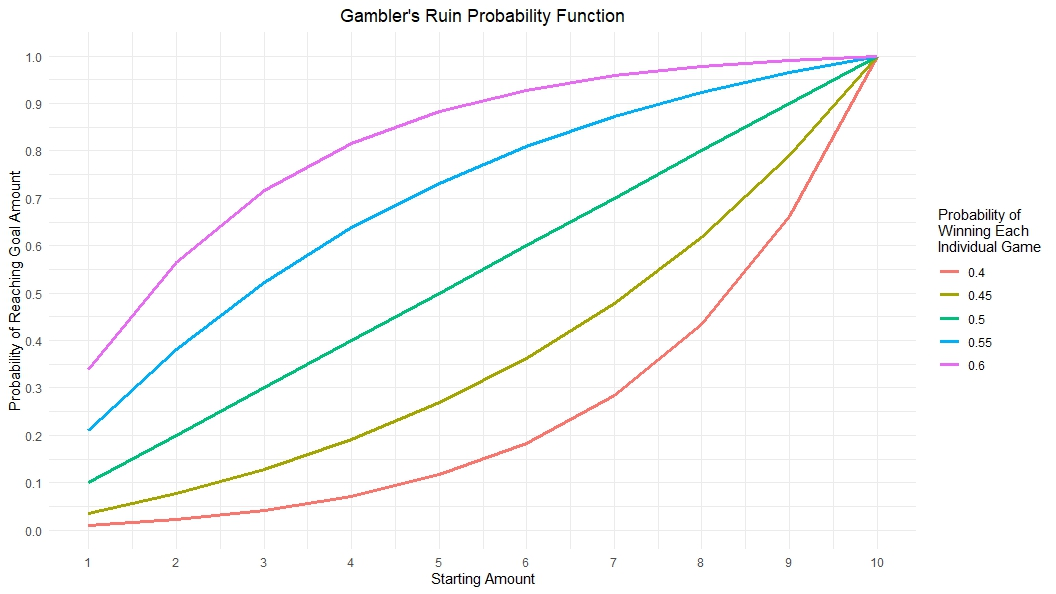 Gambler's Ruin Probability Function
Probability of Reaching Goal Amount
1.0
0.9
0.8
0.7
0.6
0.5
0.4
0.3
0.2
0.1
0.0
1 2 3 4 5 6 7 8 9 10
Starting Amount
Probability of
Winning Each
Individual Game
0.4
0.45
0.5
0.55
0.6